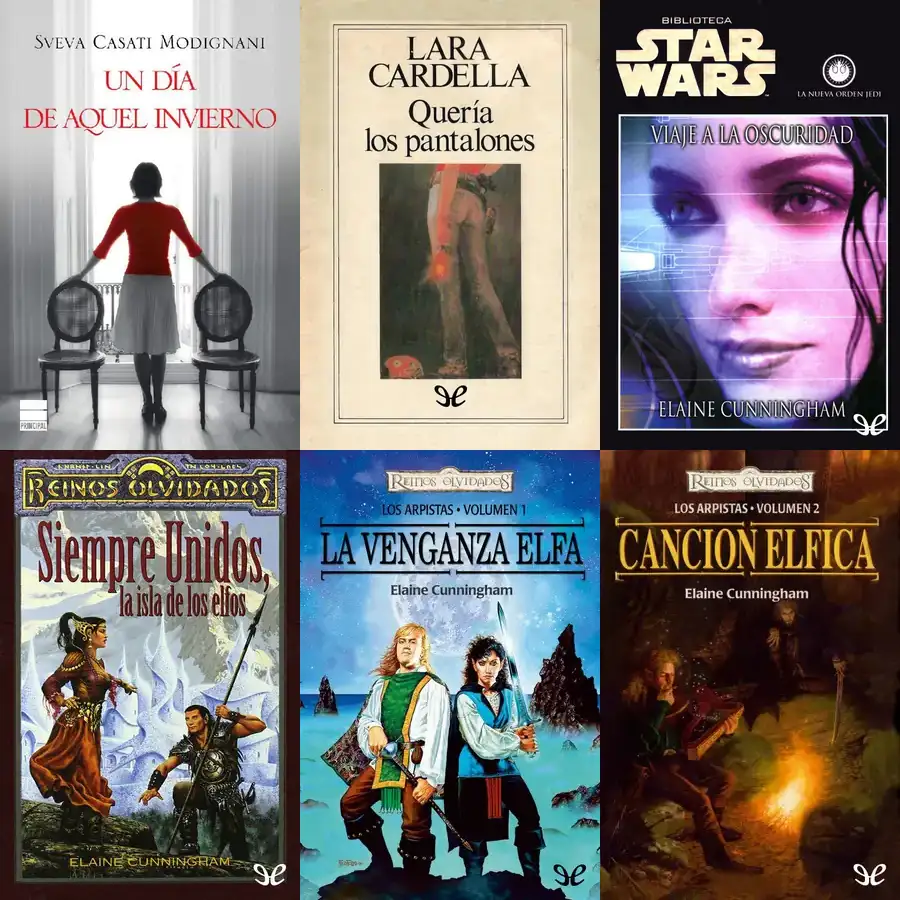 SVEVA CASATI MODIGNANI
UN DÍA
DE AQUEL INVIERNO
PRINCIPAL
LARA
CARDELLA
Quería
los pantalones
BIBLIOTECA
STAR
WARS
LA NUEVA ORDEN JEDI
VIAJE A LA OSCURIDAD
ELAINE CUNNINGHAM
REINOS OLVIDADOS
Siempre Unidos,
la isla de los elfos
ELAINE CUNNINGHAM
REINOS OLVIDADOS
LOS ARPISTAS • VOLUMEN 1
LA VENGANZA ELFA
Elaine Cunningham
REINOS OLVIDADOS
LOS ARPISTAS • VOLUMEN 2
CANCION ELFICA
Elaine Cunningham